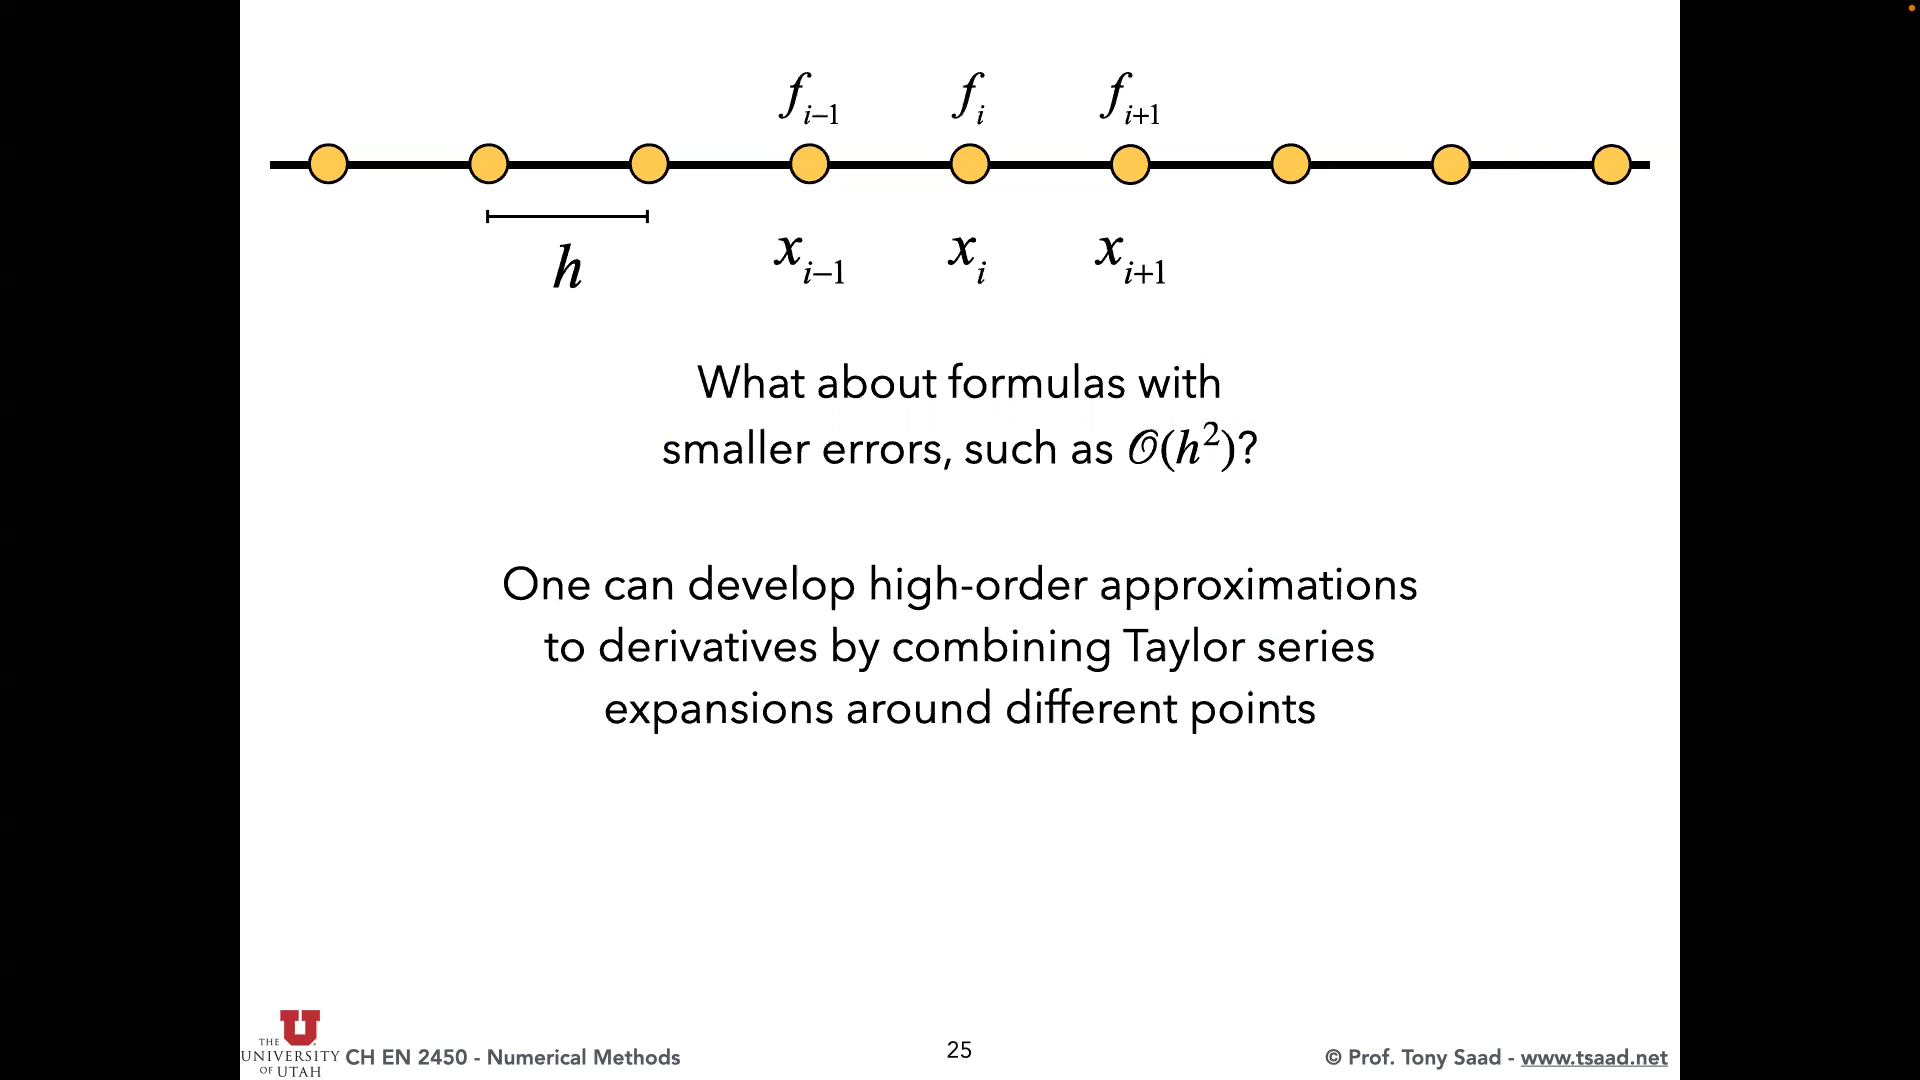 f_{i−1} f_i f_{i+1}
h x_{i−1} x_i x_{i+1}
What about formulas with
smaller errors, such as 𝒪(h²)?
One can develop high-order approximations
to derivatives by combining Taylor series
expansions around different points
THE
UNIVERSITY
OF UTAH
CH EN 2450 - Numerical Methods
25
© Prof. Tony Saad - www.tsaad.net